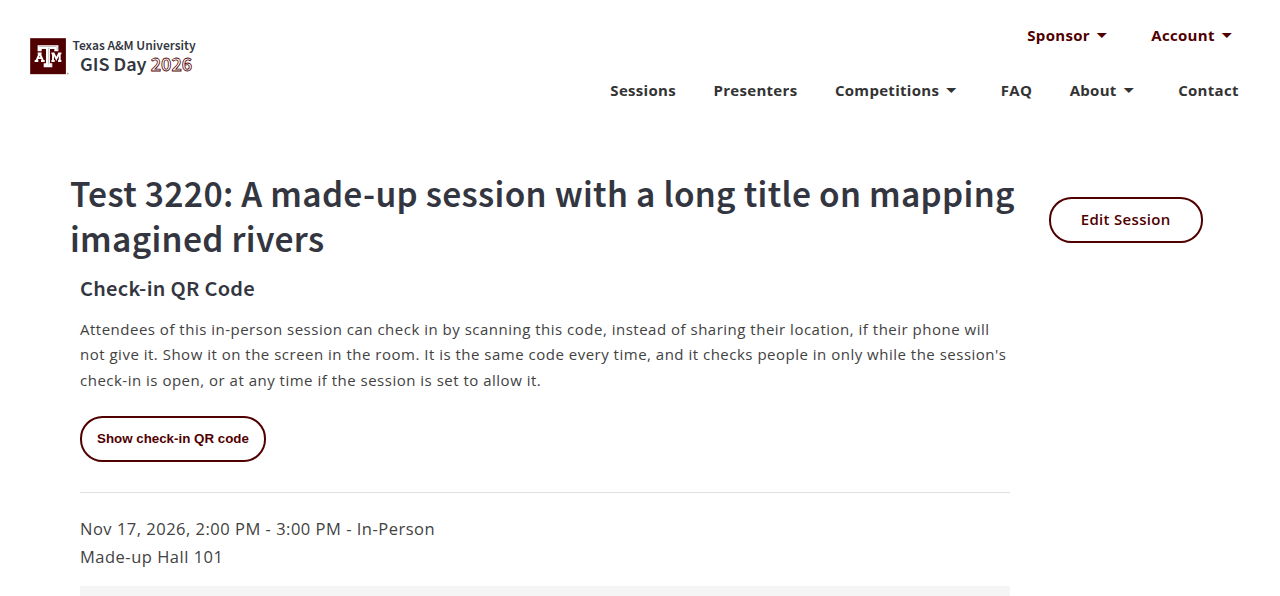 Sponsor
Account
Texas A&M University
GIS Day 2026
Sessions
Presenters
Competitions
FAQ
About
Contact
Test 3220: A made-up session with a long title on mapping
imagined rivers
Edit Session
Check-in QR Code
Attendees of this in-person session can check in by scanning this code, instead of sharing their location, if their phone will
not give it. Show it on the screen in the room. It is the same code every time, and it checks people in only while the session's
check-in is open, or at any time if the session is set to allow it.
Show check-in QR code
Nov 17, 2026, 2:00 PM - 3:00 PM - In-Person
Made-up Hall 101